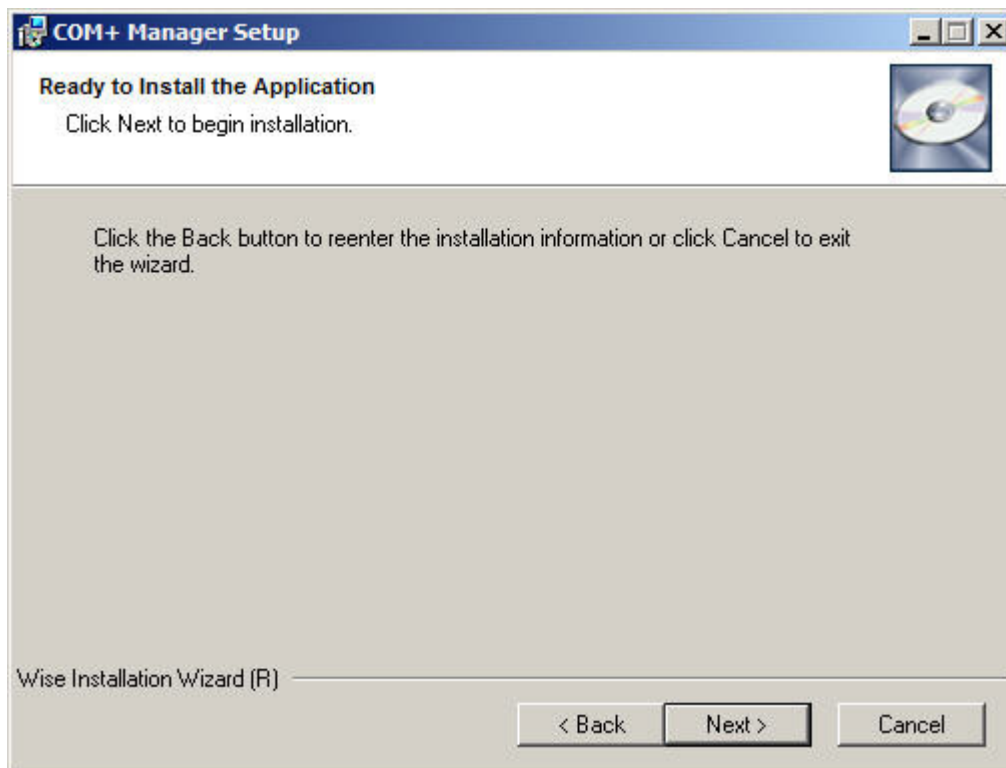 COM+ Manager Setup
Ready to Install the Application
Click Next to begin installation.
Click the Back button to reenter the installation information or click Cancel to exit
the wizard.
Wise Installation Wizard (R)
< Back
Next >
Cancel